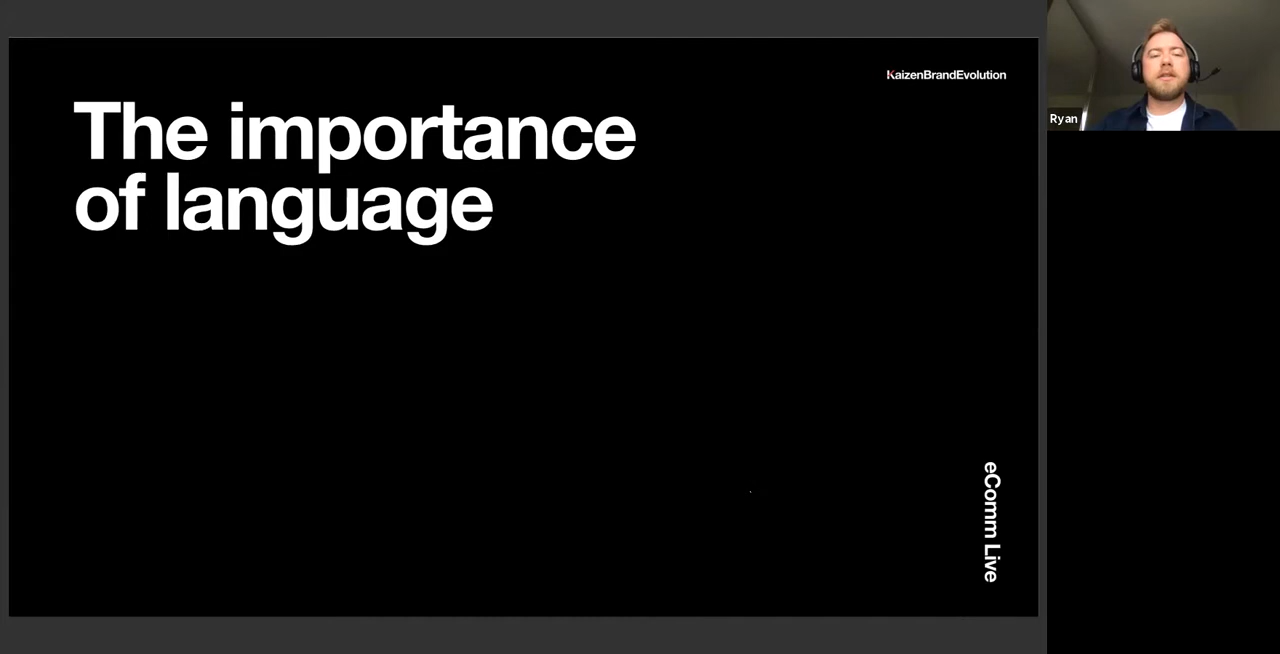 KaizenBrandEvolution
The importance
of language
eComm Live
Ryan